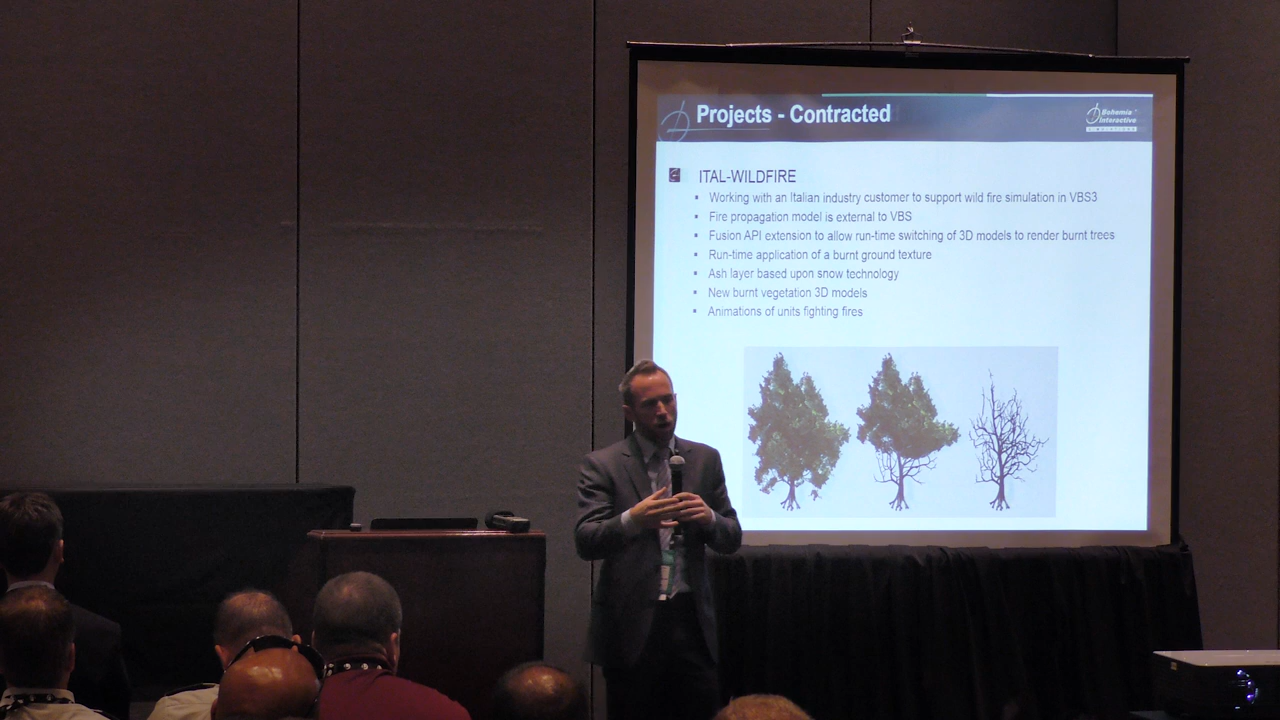 Projects - Contracted
Bohemia
Interactive
SIMULATIONS
ITAL-WILDFIRE
Working with an Italian industry customer to support wild fire simulation in VBS3
Fire propagation model is external to VBS
Fusion API extension to allow run-time switching of 3D models to render burnt trees
Run-time application of a burnt ground texture
Ash layer based upon snow technology
New burnt vegetation 3D models
Animations of units fighting fires